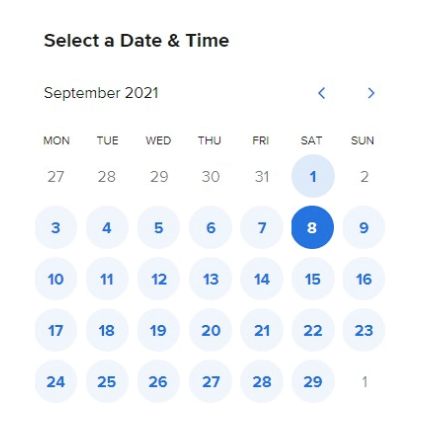 Select a Date & Time
September 2021 < >
MON TUE WED THU FRI SAT SUN
27 28 29 30 31 1 2
3 4 5 6 7 8 9
10 11 12 13 14 15 16
17 18 19 20 21 22 23
24 25 26 27 28 29 1